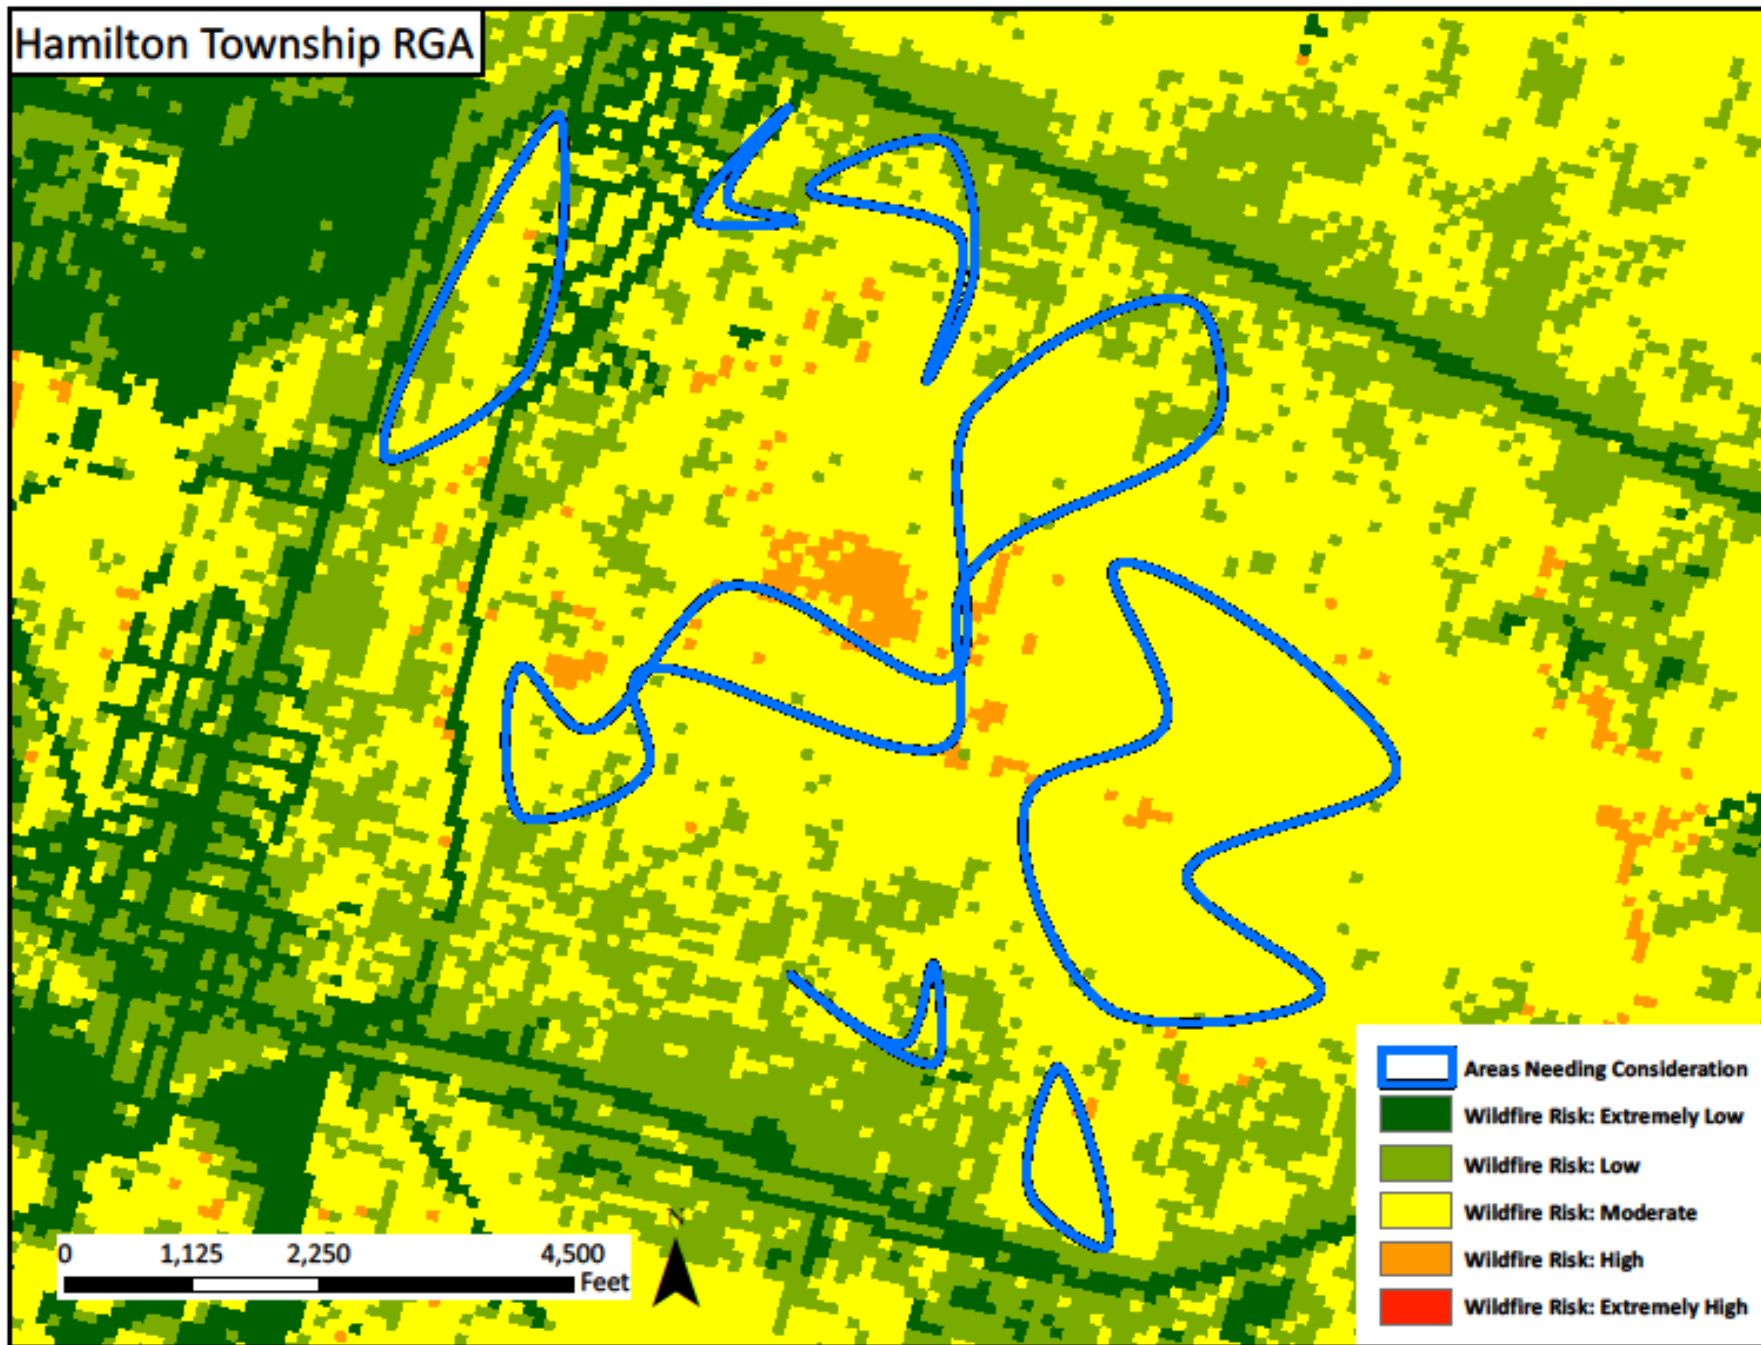 Hamilton Township RGA
Areas Needing Consideration
Wildfire Risk: Extremely Low
Wildfire Risk: Low
Wildfire Risk: Moderate
Wildfire Risk: High
Wildfire Risk: Extremely High
N
0 1,125 2,250 4,500
Feet